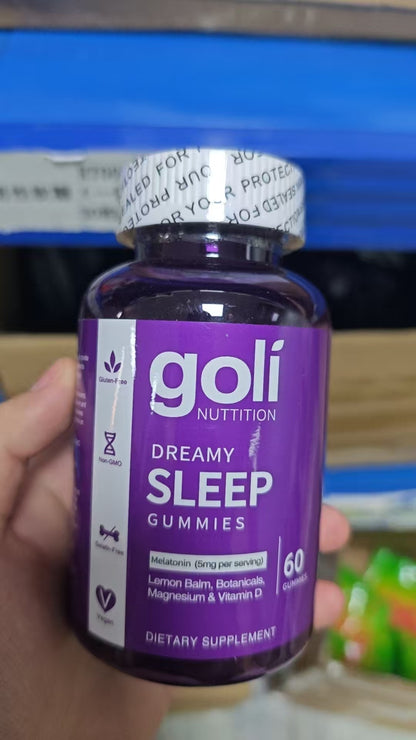 SEALED FOR YOUR PROTECTION
goli
NUTTITION
DREAMY
SLEEP
GUMMIES
Melatonin (5mg per serving)
Lemon Balm, Botanicals,
Magnesium & Vitamin D
60
GUMMIES
DIETARY SUPPLEMENT
Gluten-Free
Non-GMO
Gelatin-Free
Vegan